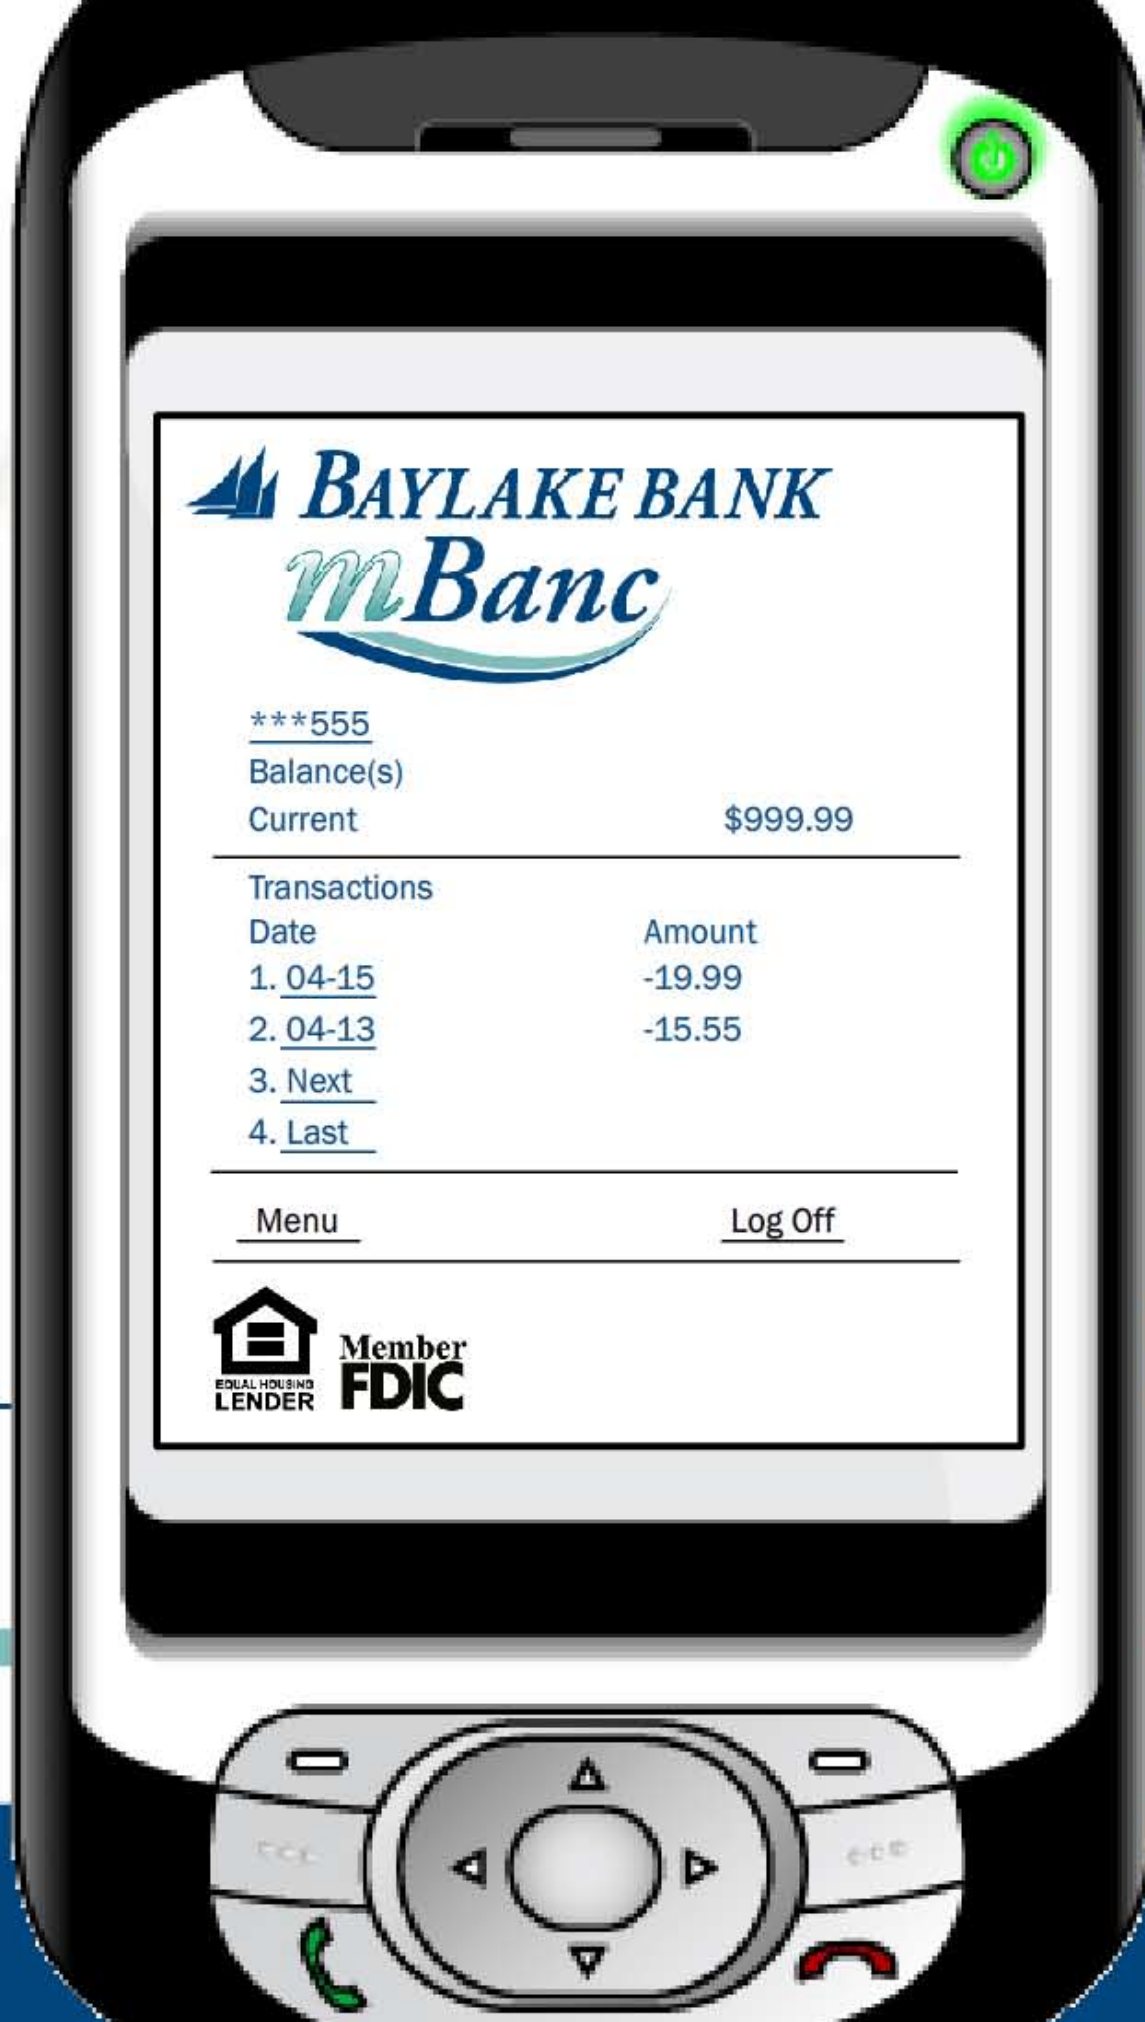 BAYLAKE BANK
mBanc
***555
Balance(s)
Current $999.99
Transactions
Date Amount
1. 04-15 -19.99
2. 04-13 -15.55
3. Next
4. Last
Menu Log Off
EQUAL HOUSING
LENDER
Member
FDIC